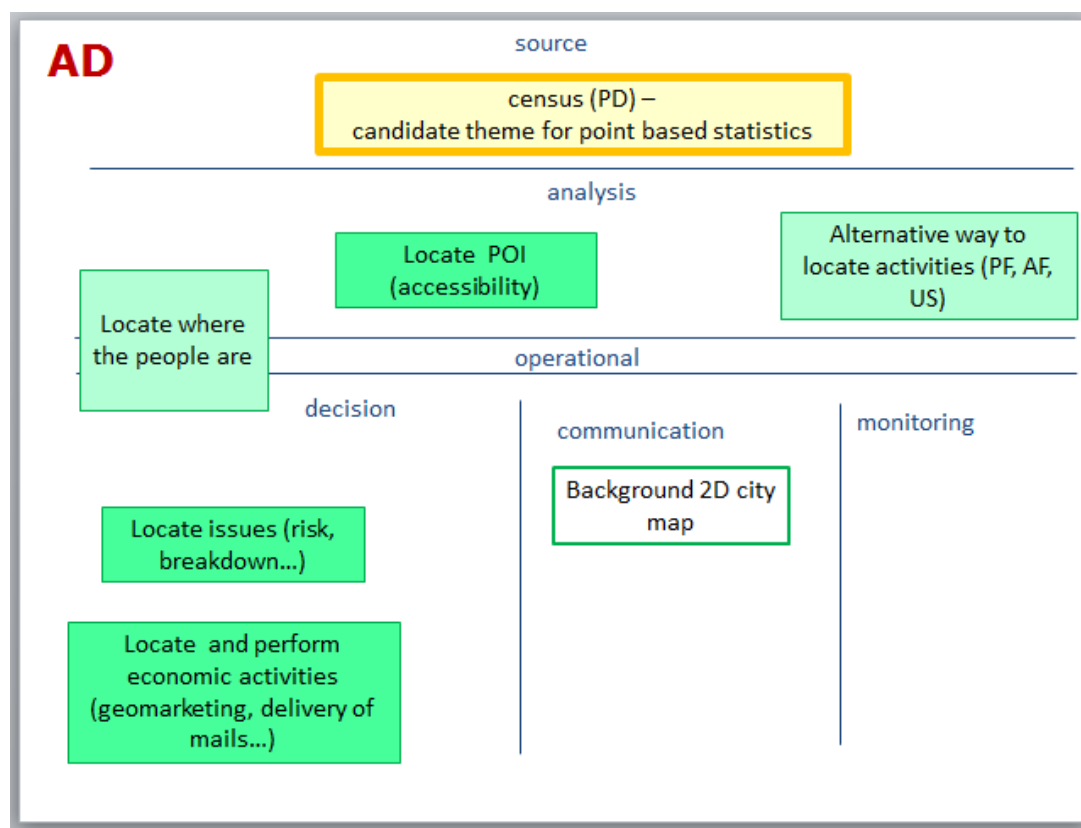 AD
source
census (PD) –
candidate theme for point based statistics
analysis
Locate POI
(accessibility)
Alternative way to
locate activities (PF, AF,
US)
Locate where
the people are
operational
decision
communication
monitoring
Background 2D city
map
Locate issues (risk,
breakdown...)
Locate and perform
economic activities
(geomarketing, delivery of
mails...)